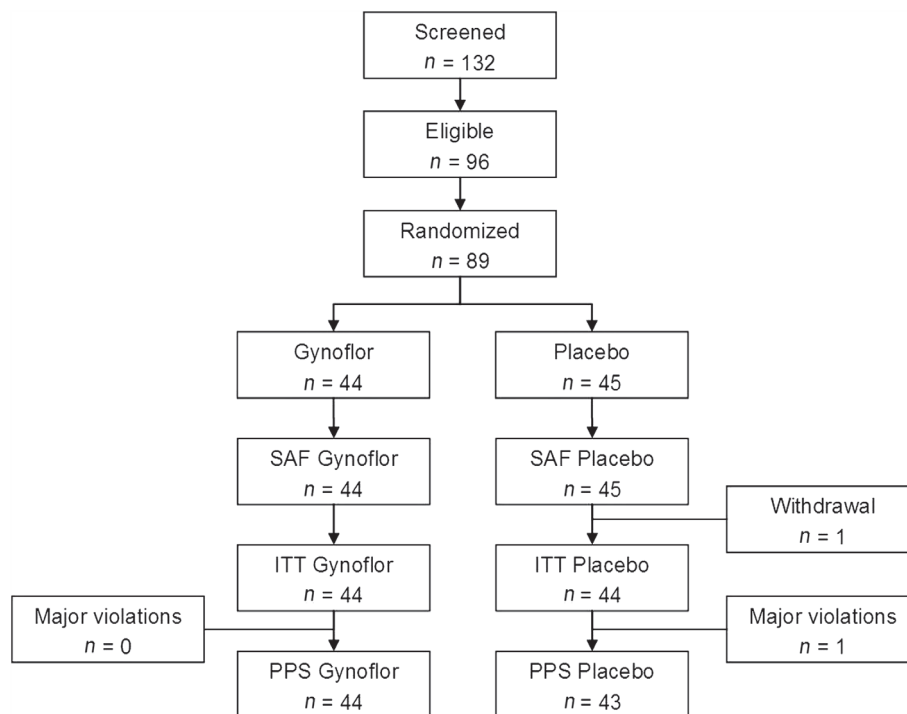 Screened
n = 132
Eligible
n = 96
Randomized
n = 89
Gynoflor
n = 44
Placebo
n = 45
SAF Gynoflor
n = 44
SAF Placebo
n = 45
Withdrawal
n = 1
ITT Gynoflor
n = 44
ITT Placebo
n = 44
Major violations
n = 0
Major violations
n = 1
PPS Gynoflor
n = 44
PPS Placebo
n = 43